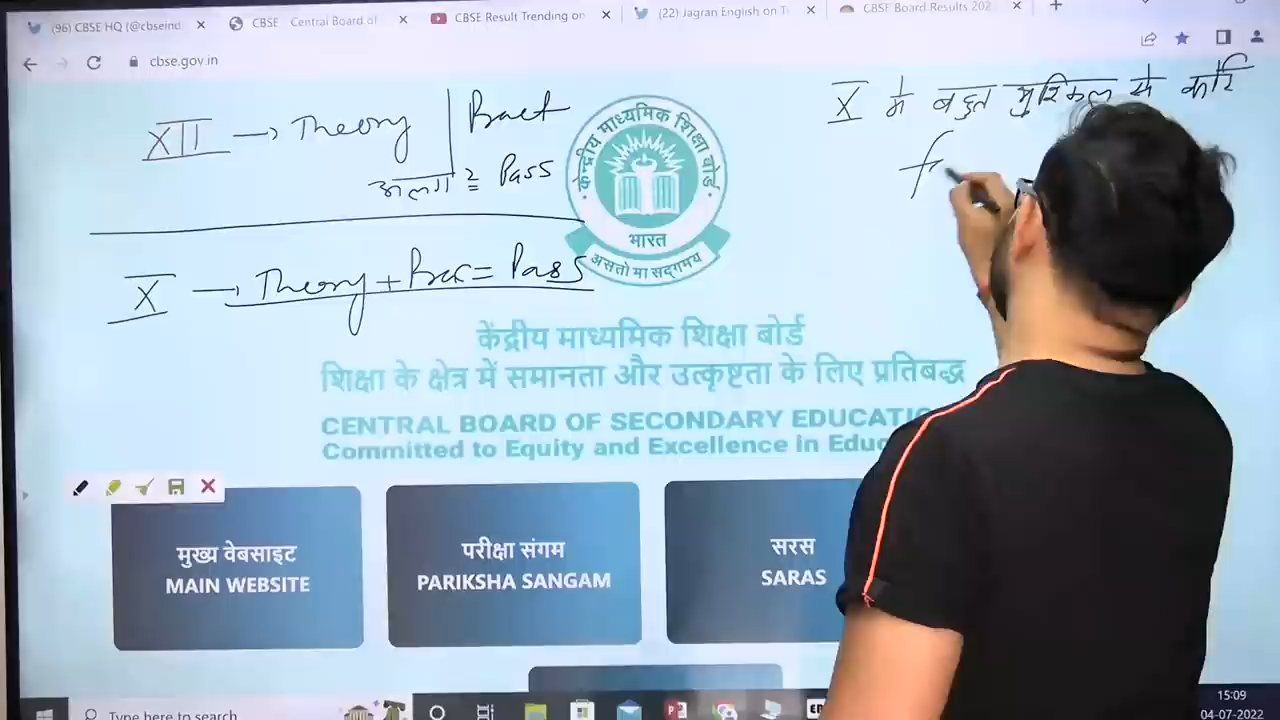 (96) CBSE HQ (@cbseind
CBSE Central Board of
CBSE Result Trending on
(22) Jagran English on T
CBSE Board Results 202
cbse.gov.in
XII → Theory | Pract
अलग २ Pass
X → Theory + Prac = Pass
X में बहुत मुश्किल से कोई
f
केन्द्रीय माध्यमिक शिक्षा बोर्ड
भारत
असतो मा सद्गमय
केंद्रीय माध्यमिक शिक्षा बोर्ड
शिक्षा के क्षेत्र में समानता और उत्कृष्टता के लिए प्रतिबद्ध
CENTRAL BOARD OF SECONDARY EDUCATIO
Committed to Equity and Excellence in Educ
मुख्य वेबसाइट
MAIN WEBSITE
परीक्षा संगम
PARIKSHA SANGAM
सरस
SARAS
Type here to search
15:09
04-07-2022